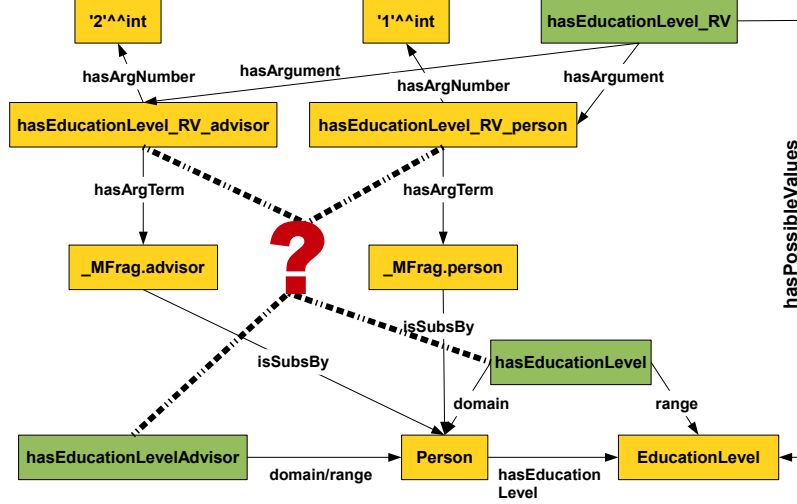 '2'^^int
'1'^^int
hasEducationLevel_RV
hasArgNumber
hasArgument
hasArgNumber
hasArgument
hasEducationLevel_RV_advisor
hasEducationLevel_RV_person
hasPossibleValues
hasArgTerm
hasArgTerm
?
_MFrag.advisor
_MFrag.person
isSubsBy
isSubsBy
hasEducationLevel
domain
range
hasEducationLevelAdvisor
domain/range
Person
hasEducation
Level
EducationLevel